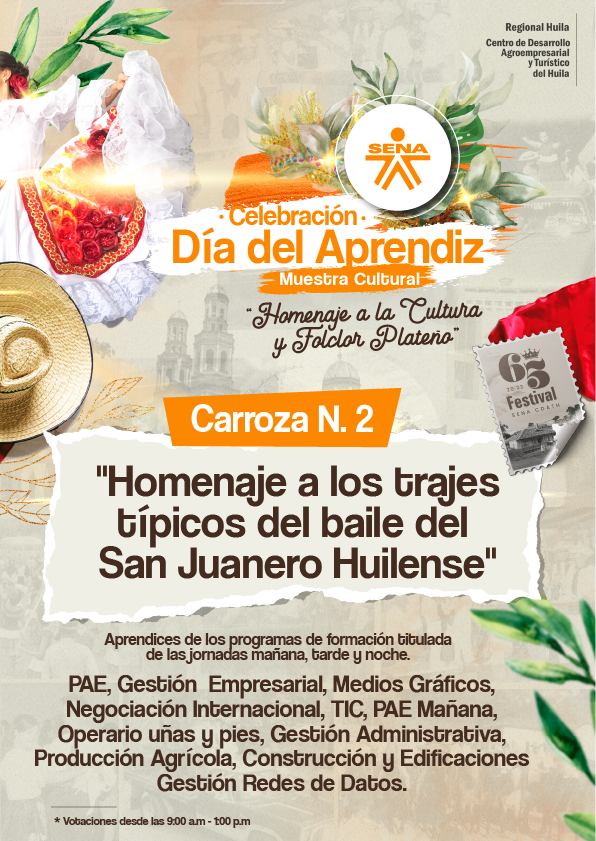 Regional Huila
Centro de Desarrollo
Agroempresarial
y Turístico
del Huila
SENA
· Celebración ·
Día del Aprendiz
Muestra Cultural
"Homenaje a la Cultura
y Folclor Plateño"
65
Festival
SENA CDATH
Carroza N. 2
"Homenaje a los trajes
típicos del baile del
San Juanero Huilense"
Aprendices de los programas de formación titulada
de las jornadas mañana, tarde y noche.
PAE, Gestión Empresarial, Medios Gráficos,
Negociación Internacional, TIC, PAE Mañana,
Operario uñas y pies, Gestión Administrativa,
Producción Agrícola, Construcción y Edificaciones
Gestión Redes de Datos.
* Votaciones desde las 9:00 a.m - 1:00 p.m